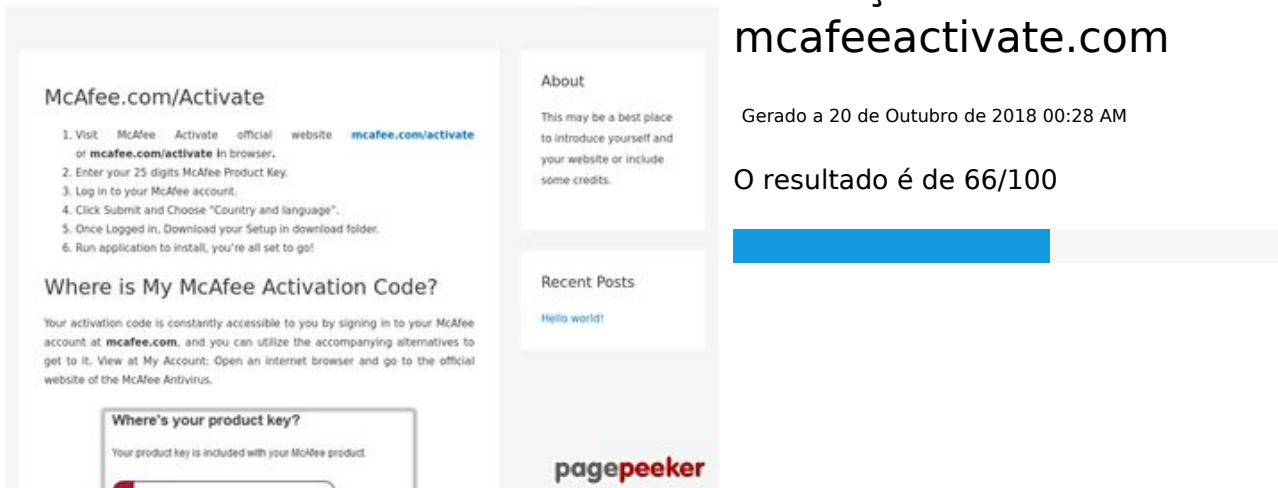 mcafeeactivate.com
Gerado a 20 de Outubro de 2018 00:28 AM
O resultado é de 66/100
McAfee.com/Activate
1. Visit McAfee Activate official website mcafee.com/activate
or mcafee.com/activate in browser.
2. Enter your 25 digits McAfee Product Key.
3. Log in to your McAfee account.
4. Click Submit and Choose "Country and language".
5. Once Logged in, Download your Setup in download folder.
6. Run application to install, you're all set to go!
Where is My McAfee Activation Code?
Your activation code is constantly accessible to you by signing in to your McAfee
account at mcafee.com, and you can utilize the accompanying alternatives to
get to it. View at My Account: Open an internet browser and go to the official
website of the McAfee Antivirus.
Where's your product key?
Your product key is included with your McAfee product.
About
This may be a best place
to introduce yourself and
your website or include
some credits.
Recent Posts
Hello world!
pagepeeker